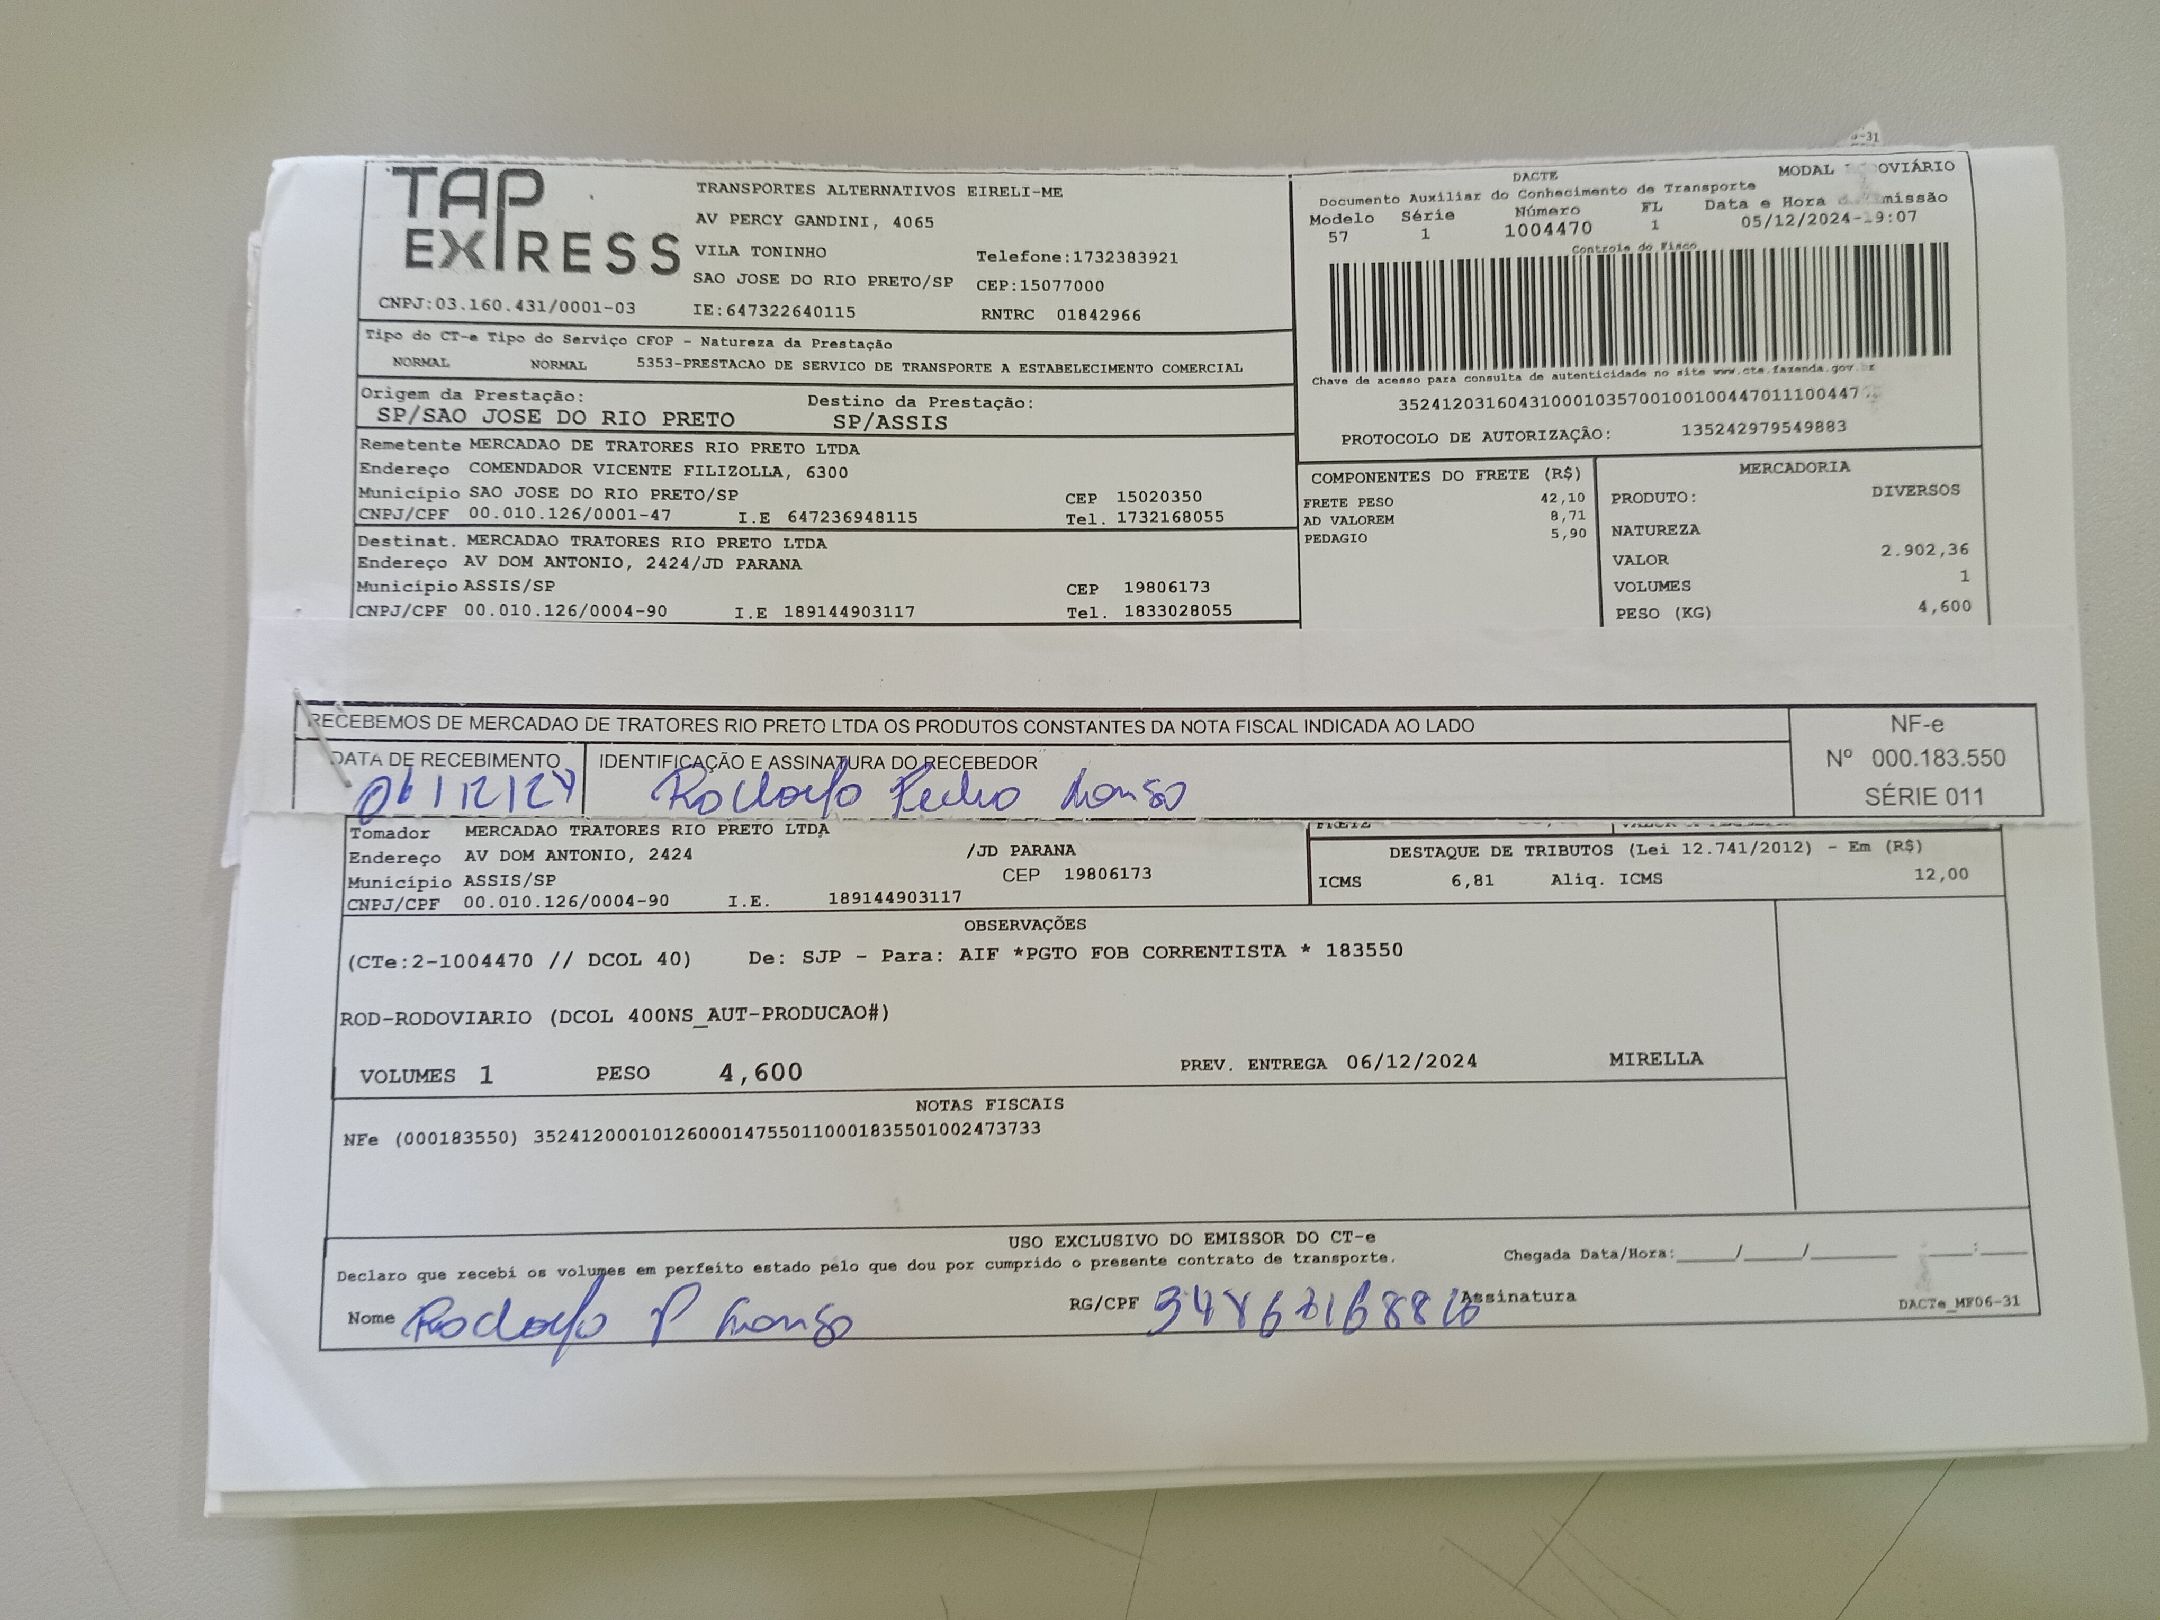 -31
TAP EXPRESS
TRANSPORTES ALTERNATIVOS EIRELI-ME
AV PERCY GANDINI, 4065
VILA TONINHO Telefone:1732383921
SAO JOSE DO RIO PRETO/SP CEP:15077000
CNPJ:03.160.431/0001-03 IE:647322640115 RNTRC 01842966
DACTE MODAL
Documento Auxiliar do Conhecimento de Transporte
Modelo Série Número FL Data e Hora
57 1 1004470 1 05/12/2024
Controle do Fisco
Chave de acesso para consulta de autenticidade no site www.cte.fazenda.gov.br
PROTOCOLO DE AUTORIZAÇÃO: 135242979549883
Tipo do CT-e Tipo do Serviço CFOP - Natureza da Prestação
NORMAL NORMAL 5353-PRESTACAO DE SERVICO DE TRANSPORTE A ESTABELECIMENTO COMERCIAL
Origem da Prestação: Destino da Prestação:
SP/SAO JOSE DO RIO PRETO SP/ASSIS
Remetente MERCADAO DE TRATORES RIO PRETO LTDA
Endereço COMENDADOR VICENTE FILIZOLLA, 6300
Município SAO JOSE DO RIO PRETO/SP CEP 15020350
CNPJ/CPF 00.010.126/0001-47 I.E 647236948115 Tel. 1732168055
Destinat. MERCADAO TRATORES RIO PRETO LTDA
Endereço AV DOM ANTONIO, 2424/JD PARANA
Município ASSIS/SP CEP 19806173
CNPJ/CPF 00.010.126/0004-90 I.E 189144903117 Tel. 1833028055
COMPONENTES DO FRETE (R$)
FRETE PESO 42,10
AD VALOREM 8,71
PEDAGIO 5,90
MERCADORIA
PRODUTO: DIVERSOS
NATUREZA
VALOR 2.902,36
VOLUMES 1
PESO (KG) 4,600
RECEBEMOS DE MERCADAO DE TRATORES RIO PRETO LTDA OS PRODUTOS CONSTANTES DA NOTA FISCAL INDICADA AO LADO
DATA DE RECEBIMENTO IDENTIFICAÇÃO E ASSINATURA DO RECEBEDOR
06/12/24 Rodolfo Pedro
NF-e
Nº 000.183.550
SÉRIE 011
Tomador MERCADAO TRATORES RIO PRETO LTDA
Endereço AV DOM ANTONIO, 2424 /JD PARANA
Município ASSIS/SP CEP 19806173
CNPJ/CPF 00.010.126/0004-90 I.E. 189144903117
DESTAQUE DE TRIBUTOS (Lei 12.741/2012) - Em (R$)
ICMS 6,81 Aliq. ICMS 12,00
OBSERVAÇÕES
(CTe:2-1004470 // DCOL 40) De: SJP - Para: AIF *PGTO FOB CORRENTISTA * 183550
ROD-RODOVIARIO (DCOL 400NS_AUT-PRODUCAO#)
VOLUMES 1 PESO 4,600 PREV. ENTREGA 06/12/2024 MIRELLA
NOTAS FISCAIS
NFe (000183550) 35241200010126000147550110001835501002473733
USO EXCLUSIVO DO EMISSOR DO CT-e
Declaro que recebi os volumes em perfeito estado pelo que dou por cumprido o presente contrato de transporte. Chegada Data/Hora:____/____/______ ____:____
Nome Rodolfo P RG/CPF Assinatura DACTe_MF06-31